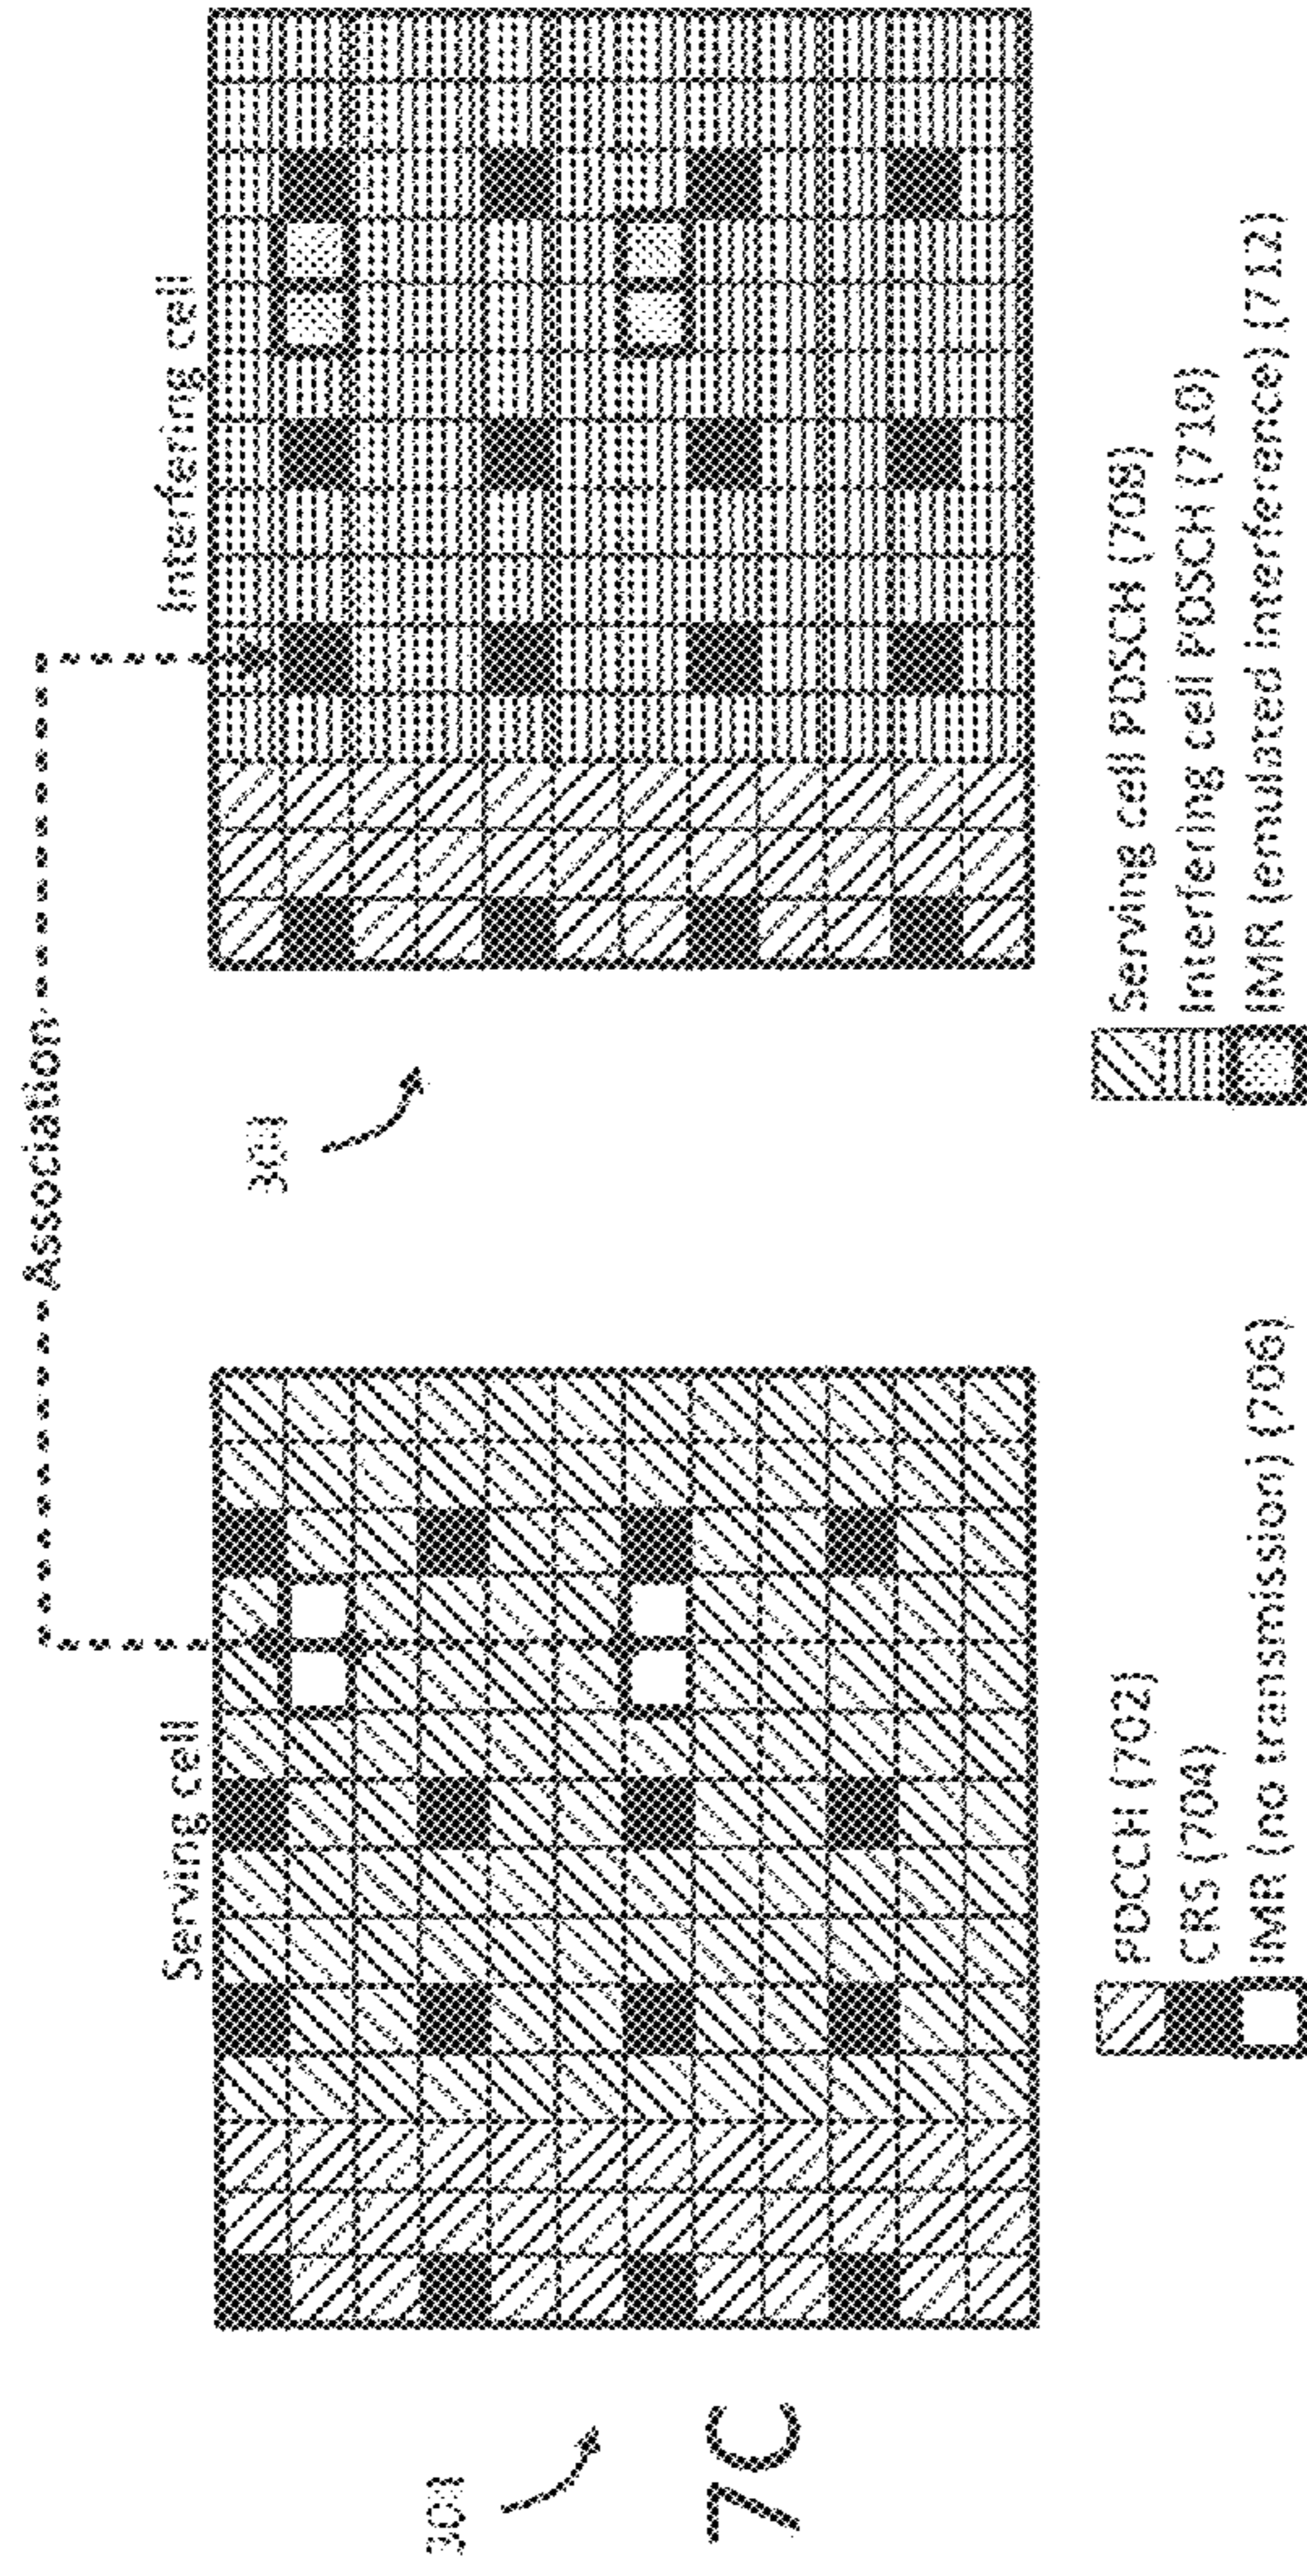 Association
Serving cell
Interfering cell
PDCCH (702)
CRS (704)
IMR (no transmission) (706)
Serving cell PDSCH (708)
Interfering cell PDSCH (710)
IMR (emulated interference) (712)
7C